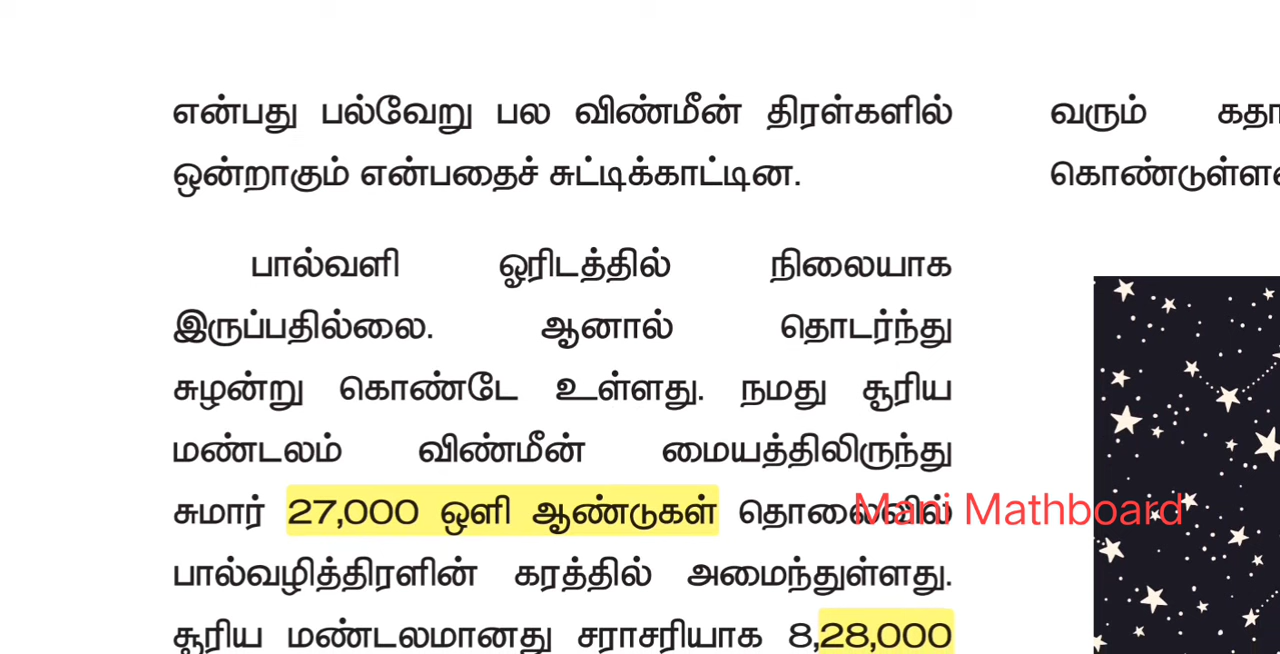 என்பது பல்வேறு பல விண்மீன் திரள்களில்
ஒன்றாகும் என்பதைச் சுட்டிக்காட்டின.
பால்வளி ஓரிடத்தில் நிலையாக
இருப்பதில்லை. ஆனால் தொடர்ந்து
சுழன்று கொண்டே உள்ளது. நமது சூரிய
மண்டலம் விண்மீன் மையத்திலிருந்து
சுமார் 27,000 ஒளி ஆண்டுகள் தொலைவில்
பால்வழித்திரளின் கரத்தில் அமைந்துள்ளது.
சூரிய மண்டலமானது சராசரியாக 8,28,000
வரும்
Mani Mathboard